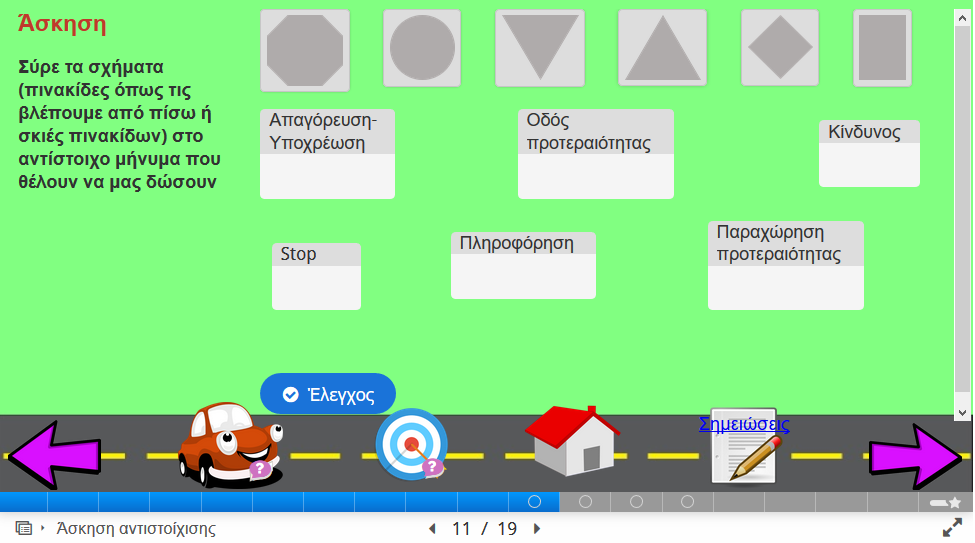 Άσκηση
Σύρε τα σχήματα
(πινακίδες όπως τις
βλέπουμε από πίσω ή
σκιές πινακίδων) στο
αντίστοιχο μήνυμα που
θέλουν να μας δώσουν
Απαγόρευση-
Υποχρέωση
Οδός
προτεραιότητας
Κίνδυνος
Stop
Πληροφόρηση
Παραχώρηση
προτεραιότητας
Έλεγχος
Σημειώσεις
?
?
Άσκηση αντιστοίχισης
11 / 19